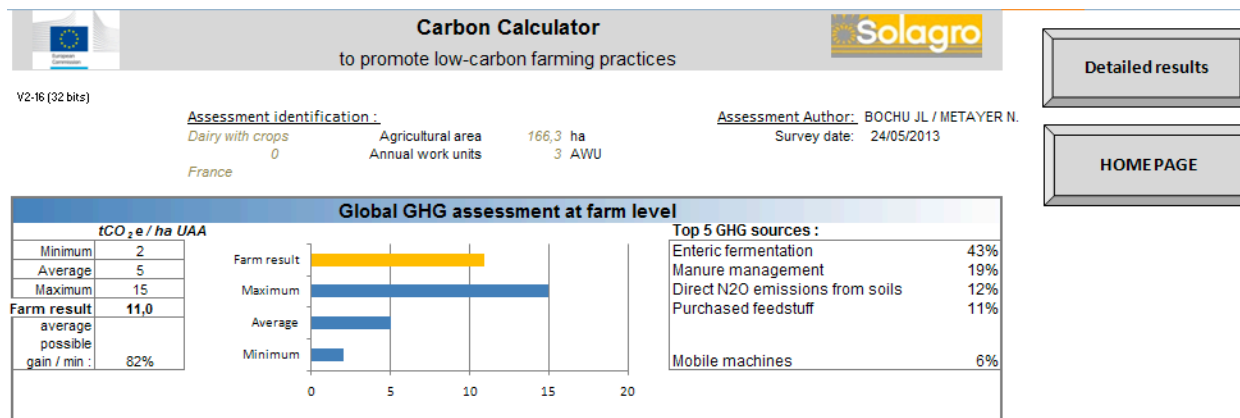 Carbon Calculator
to promote low-carbon farming practices
European
Commission
Solagro
Detailed results
HOMEPAGE
V2-16 (32 bits)
Assessment identification :
Dairy with crops Agricultural area 166,3 ha
0 Annual work units 3 AWU
France
Assessment Author: BOCHU JL / METAYER N.
Survey date: 24/05/2013
Global GHG assessment at farm level
tCO2e / ha UAA
Minimum 2
Average 5
Maximum 15
Farm result 11,0
average
possible
gain / min : 82%
Farm result
Maximum
Average
Minimum
0 5 10 15 20
Top 5 GHG sources :
Enteric fermentation 43%
Manure management 19%
Direct N2O emissions from soils 12%
Purchased feedstuff 11%
Mobile machines 6%